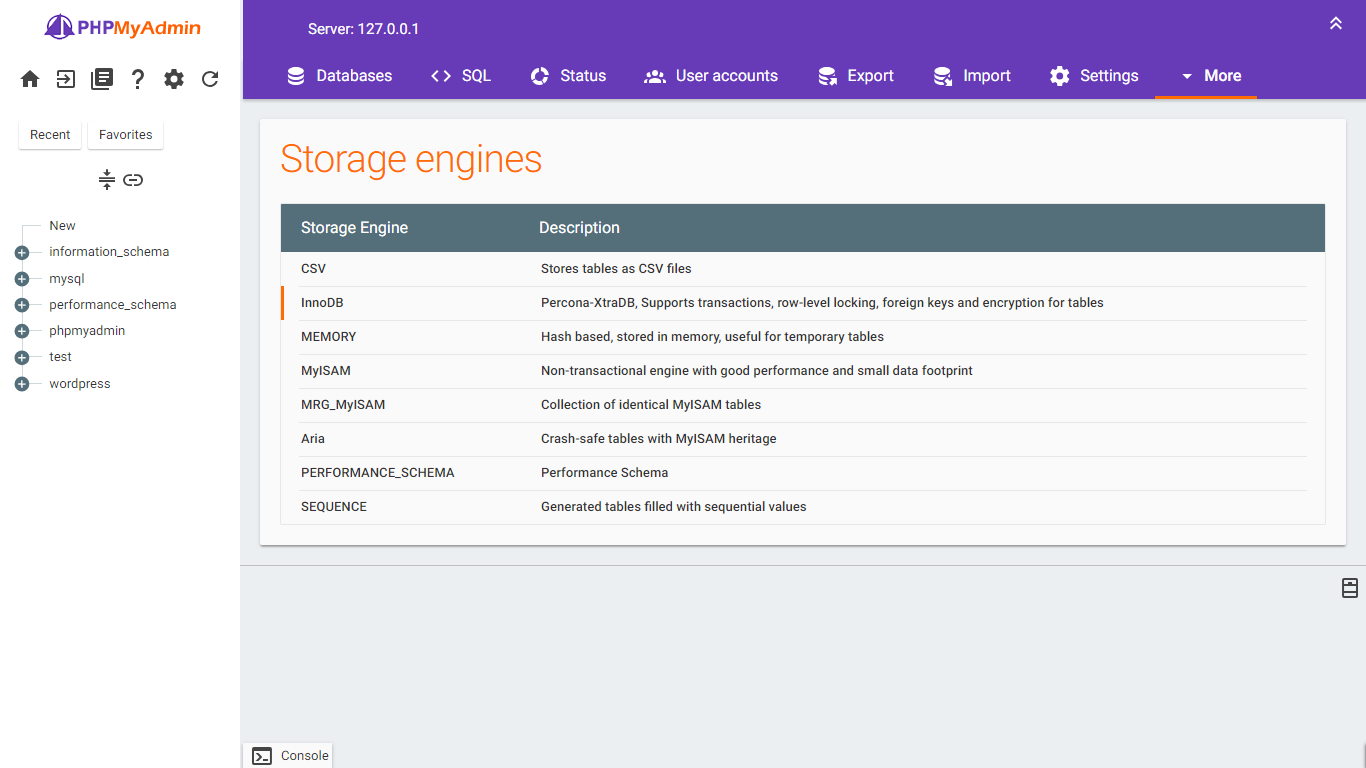 PHPMyAdmin
Server: 127.0.0.1
Databases SQL Status User accounts Export Import Settings More
Recent Favorites
New
information_schema
mysql
performance_schema
phpmyadmin
test
wordpress
Storage engines
Storage Engine Description
CSV Stores tables as CSV files
InnoDB Percona-XtraDB, Supports transactions, row-level locking, foreign keys and encryption for tables
MEMORY Hash based, stored in memory, useful for temporary tables
MyISAM Non-transactional engine with good performance and small data footprint
MRG_MyISAM Collection of identical MyISAM tables
Aria Crash-safe tables with MyISAM heritage
PERFORMANCE_SCHEMA Performance Schema
SEQUENCE Generated tables filled with sequential values
Console